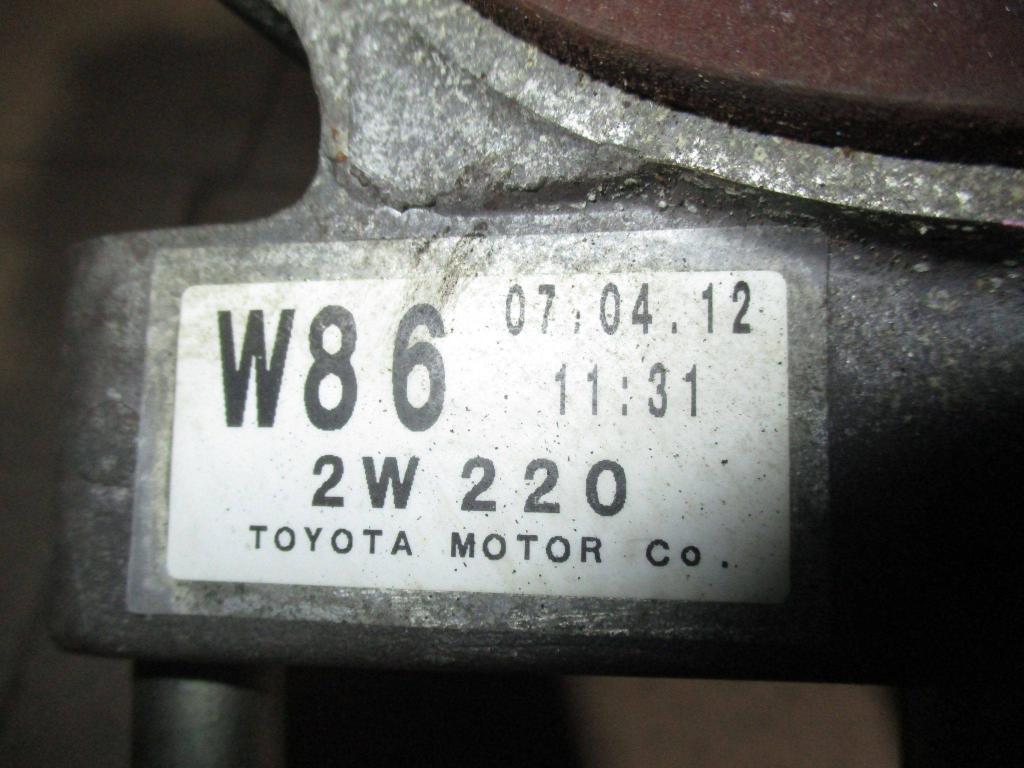 W86 07.04.12
11:31
2W 220
TOYOTA MOTOR Co.